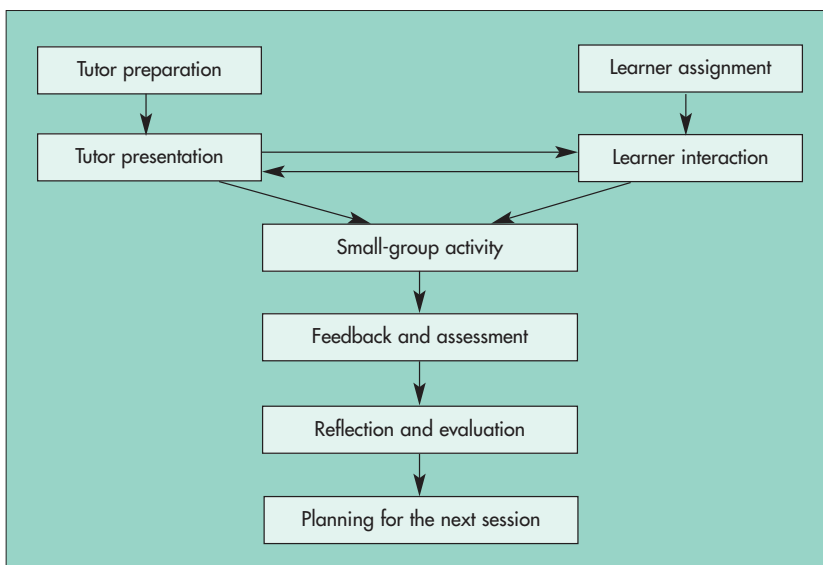 Tutor preparation
Learner assignment
Tutor presentation
Learner interaction
Small-group activity
Feedback and assessment
Reflection and evaluation
Planning for the next session